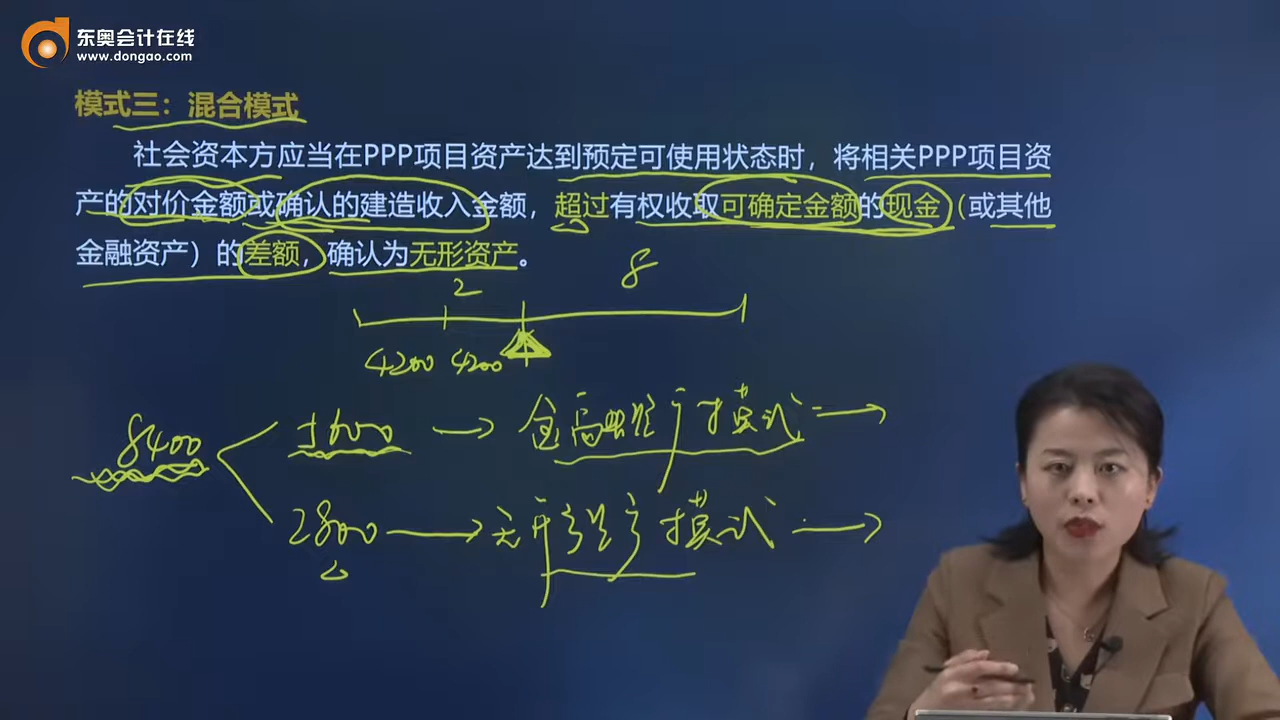 东奥会计在线
www.dongao.com
模式三：混合模式
社会资本方应当在PPP项目资产达到预定可使用状态时，将相关PPP项目资
产的对价金额或确认的建造收入金额，超过有权收取可确定金额的现金（或其他
金融资产）的差额，确认为无形资产。
2 8
4200 4200
8400
→ 金融资产模式 →
2800 → 无形资产模式 →